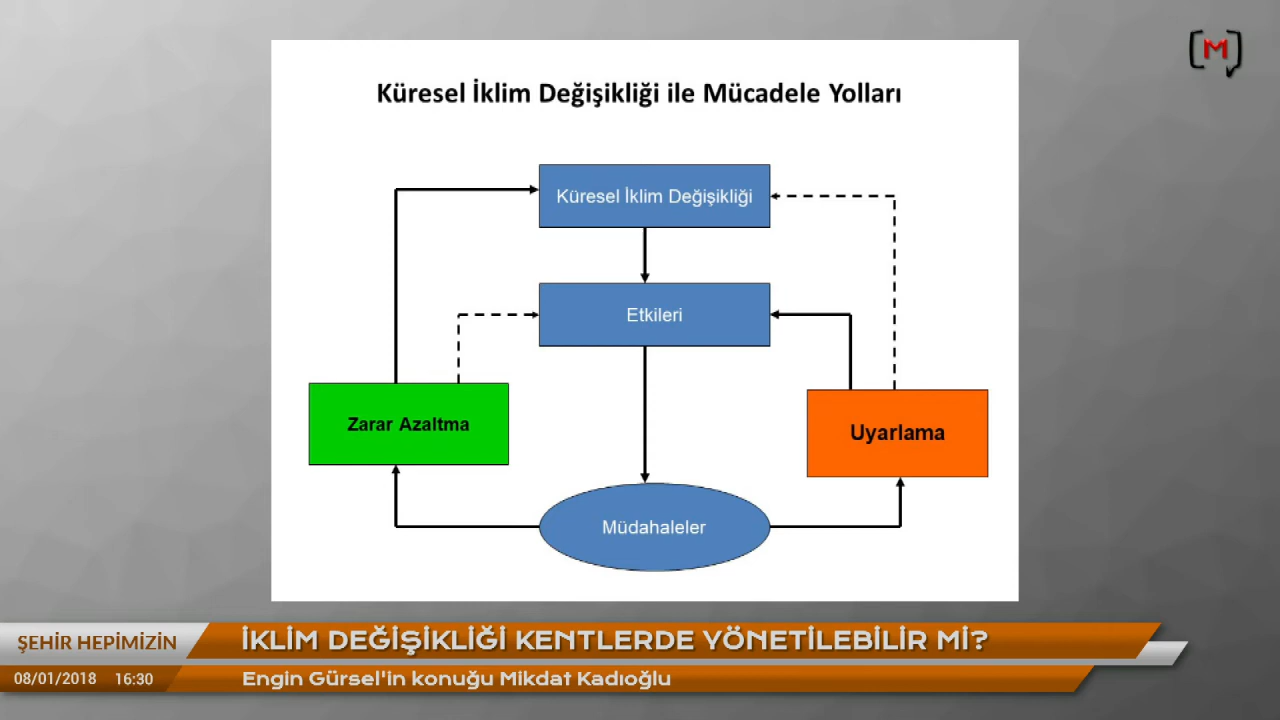 [M]
Küresel İklim Değişikliği ile Mücadele Yolları
Küresel İklim Değişikliği
Etkileri
Zarar Azaltma
Uyarlama
Müdahaleler
ŞEHİR HEPİMİZİN
İKLİM DEĞİŞİKLİĞİ KENTLERDE YÖNETİLEBİLİR Mİ?
08/01/2018 16:30
Engin Gürsel'in konuğu Mikdat Kadıoğlu